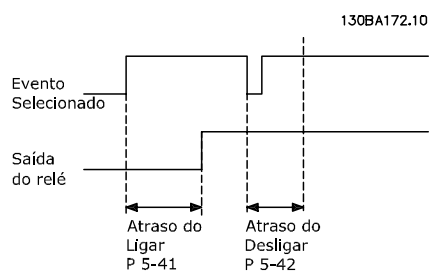 130BA172.10
Evento
Selecionado
Saída
do relé
Atraso do
Ligar
P 5-41
Atraso do
Desligar
P 5-42